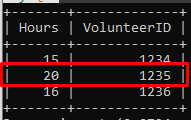 | Hours | VolunteerID |
| 15 | 1234 |
| 20 | 1235 |
| 16 | 1236 |